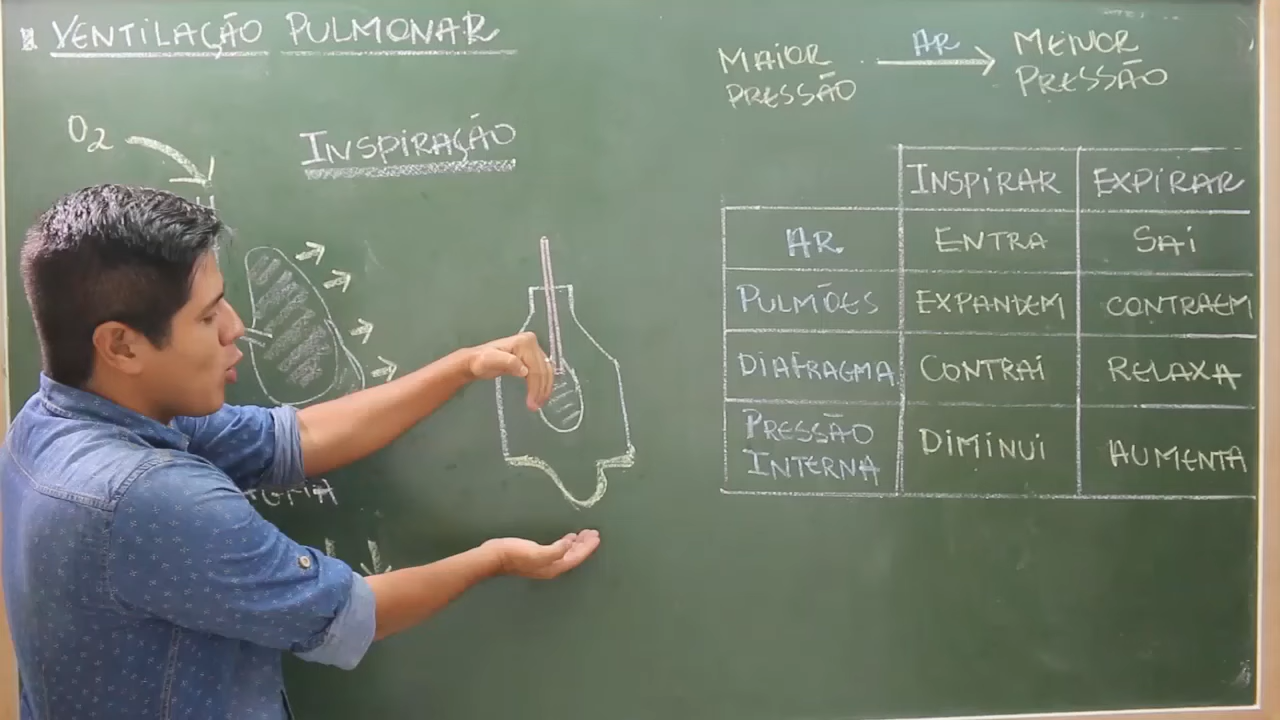 VENTILAÇÃO PULMONAR
O2
INSPIRAÇÃO
MAIOR PRESSÃO
AR
MENOR PRESSÃO
INSPIRAR EXPIRAR
AR ENTRA SAI
PULMÕES EXPANDEM CONTRAEM
DIAFRAGMA CONTRAI RELAXA
PRESSÃO INTERNA DIMINUI AUMENTA